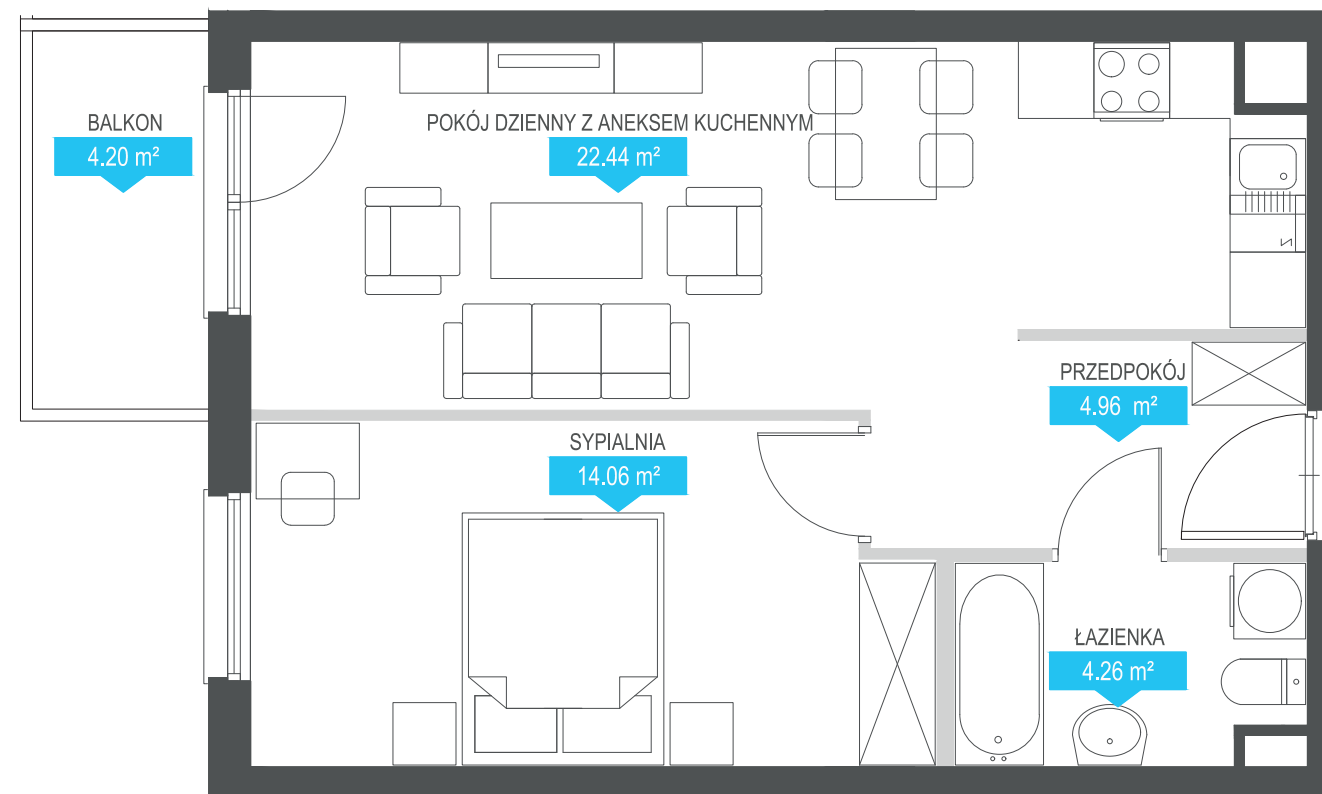 BALKON
4.20 m²
POKÓJ DZIENNY Z ANEKSEM KUCHENNYM
22.44 m²
PRZEDPOKÓJ
4.96 m²
SYPIALNIA
14.06 m²
ŁAZIENKA
4.26 m²